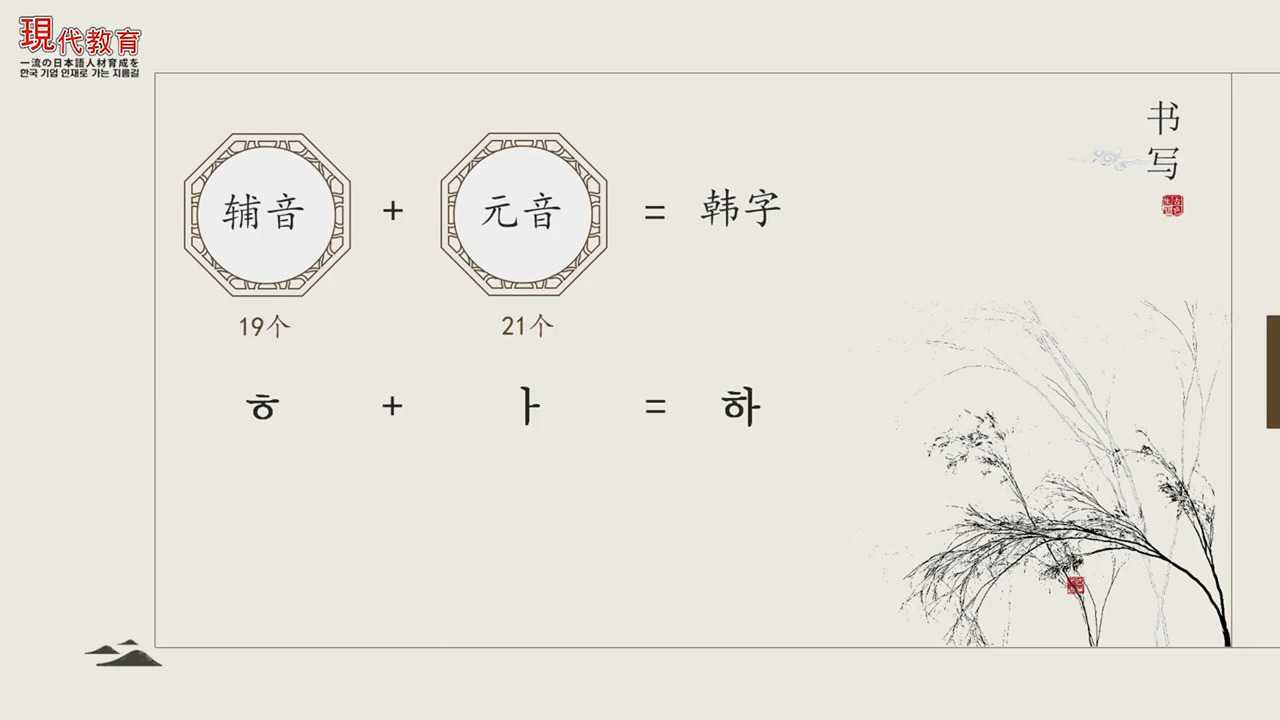 現代教育
一流の日本語人材育成を
한국 기업 인재로 가는 지름길
书写
辅音 + 元音 = 韩字
19个 21个
ㅎ + ㅏ = 하